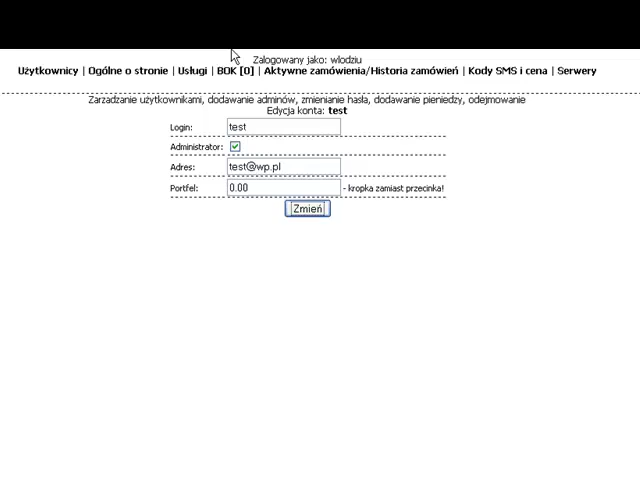 Zalogowany jako: wlodziu
Użytkownicy | Ogólne o stronie | Usługi | BOK [0] | Aktywne zamówienia/Historia zamówień | Kody SMS i cena | Serwery
Zarzadzanie użytkownikami, dodawanie adminów, zmienianie hasła, dodawanie pieniedzy, odejmowanie
Edycja konta: test
Login: test
Administrator:
Adres: test@wp.pl
Portfel: 0.00 - kropka zamiast przecinka!
Zmień